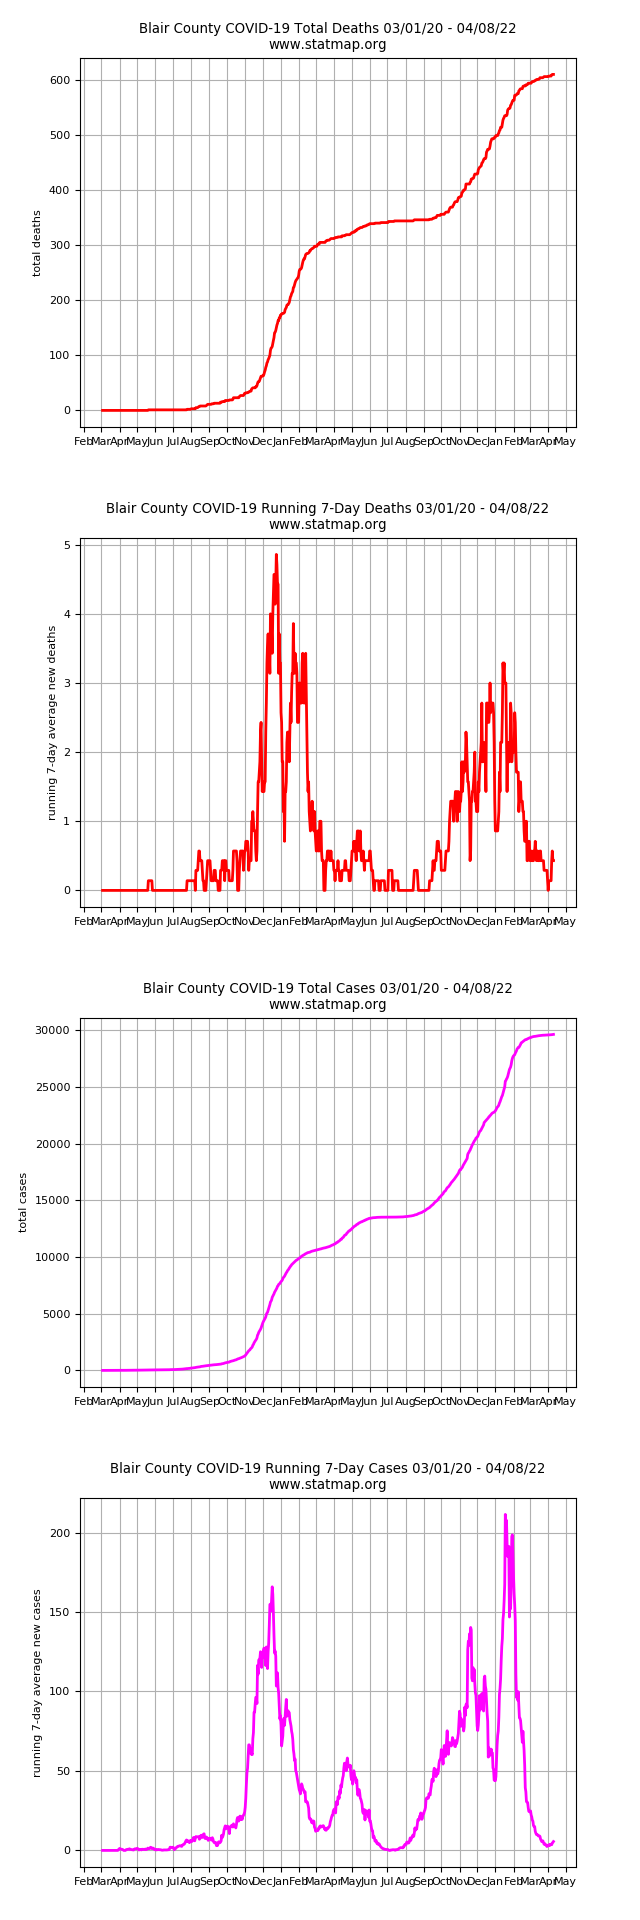 Blair County COVID-19 Total Deaths 03/01/20 - 04/08/22
www.statmap.org
600
500
400
300
200
100
0
total deaths
Feb Mar Apr May Jun Jul Aug Sep Oct Nov Dec Jan Feb Mar Apr May Jun Jul Aug Sep Oct Nov Dec Jan Feb Mar Apr May
Blair County COVID-19 Running 7-Day Deaths 03/01/20 - 04/08/22
www.statmap.org
5
4
3
2
1
0
running 7-day average new deaths
Feb Mar Apr May Jun Jul Aug Sep Oct Nov Dec Jan Feb Mar Apr May Jun Jul Aug Sep Oct Nov Dec Jan Feb Mar Apr May
Blair County COVID-19 Total Cases 03/01/20 - 04/08/22
www.statmap.org
30000
25000
20000
15000
10000
5000
0
total cases
Feb Mar Apr May Jun Jul Aug Sep Oct Nov Dec Jan Feb Mar Apr May Jun Jul Aug Sep Oct Nov Dec Jan Feb Mar Apr May
Blair County COVID-19 Running 7-Day Cases 03/01/20 - 04/08/22
www.statmap.org
200
150
100
50
0
running 7-day average new cases
Feb Mar Apr May Jun Jul Aug Sep Oct Nov Dec Jan Feb Mar Apr May Jun Jul Aug Sep Oct Nov Dec Jan Feb Mar Apr May